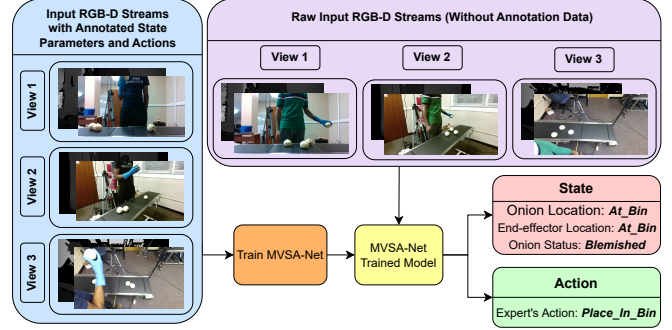 Input RGB-D Streams
with Annotated State
Parameters and Actions
View 1
View 2
View 3
Raw Input RGB-D Streams (Without Annotation Data)
View 1
View 2
View 3
Train MVSA-Net
MVSA-Net
Trained Model
State
Onion Location: At_Bin
End-effector Location: At_Bin
Onion Status: Blemished
Action
Expert's Action: Place_In_Bin